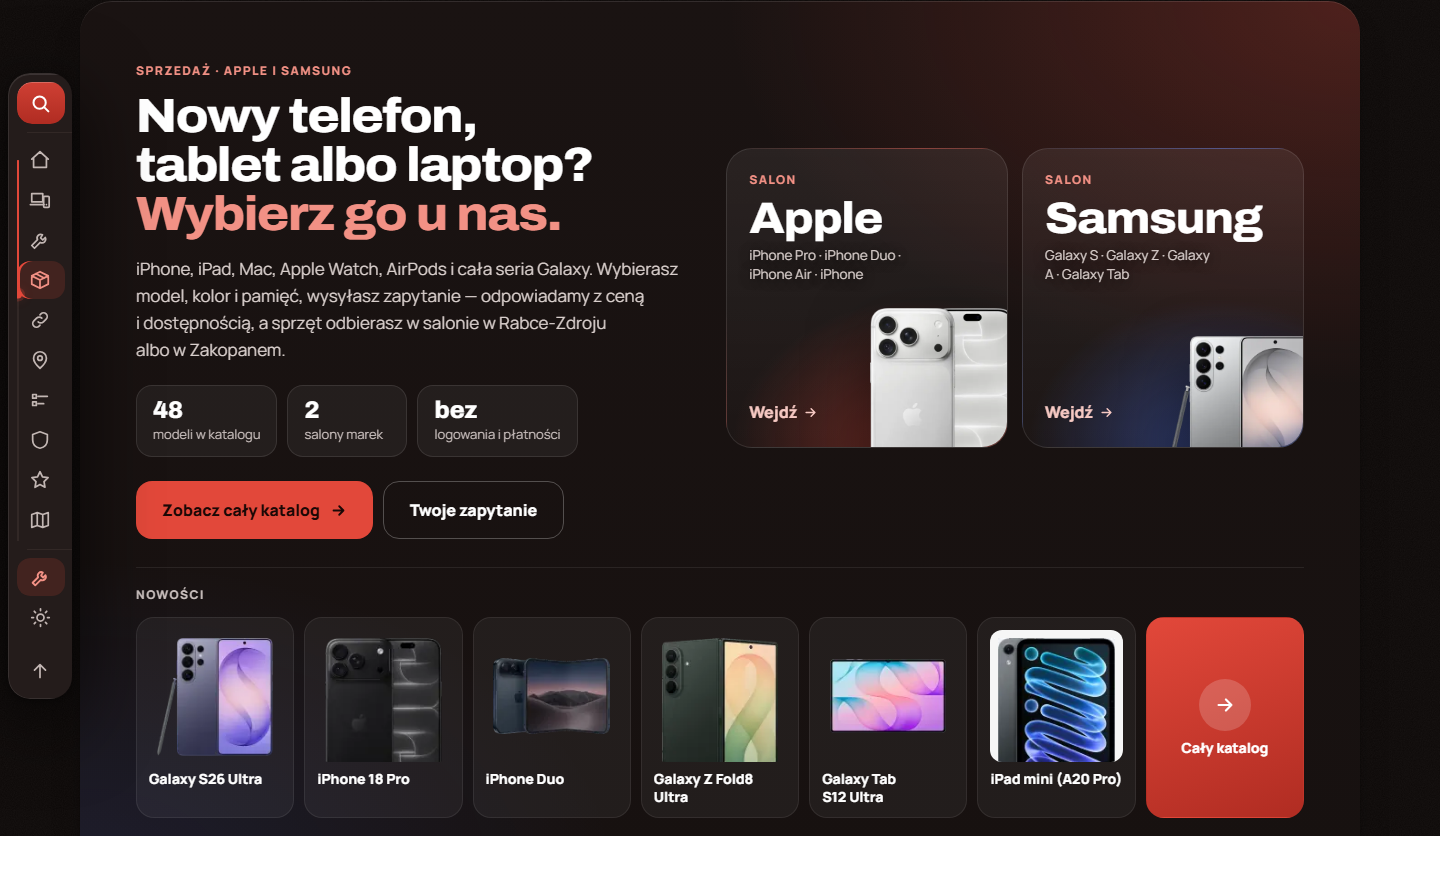 SPRZEDAŻ · APPLE I SAMSUNG
Nowy telefon,
tablet albo laptop?
Wybierz go u nas.
iPhone, iPad, Mac, Apple Watch, AirPods i cała seria Galaxy. Wybierasz
model, kolor i pamięć, wysyłasz zapytanie — odpowiadamy z ceną
i dostępnością, a sprzęt odbierasz w salonie w Rabce-Zdroju
albo w Zakopanem.
48
modeli w katalogu
2
salony marek
bez
logowania i płatności
Zobacz cały katalog →
Twoje zapytanie
SALON
Apple
iPhone Pro · iPhone Duo ·
iPhone Air · iPhone
Wejdź →
SALON
Samsung
Galaxy S · Galaxy Z · Galaxy
A · Galaxy Tab
Wejdź →
NOWOŚCI
Galaxy S26 Ultra
iPhone 18 Pro
iPhone Duo
Galaxy Z Fold8
Ultra
Galaxy Tab
S12 Ultra
iPad mini (A20 Pro)
Cały katalog